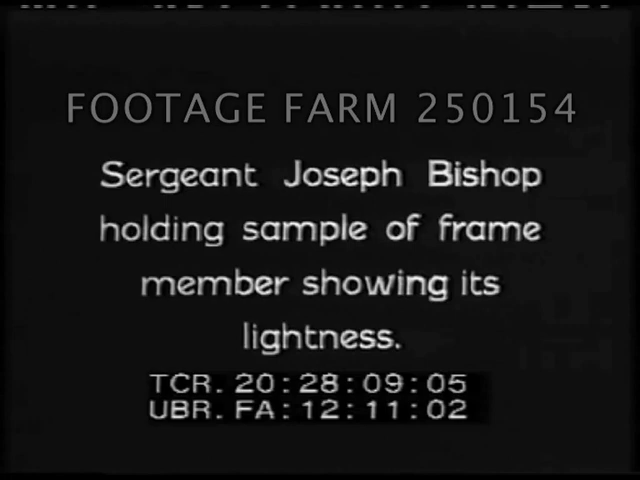 FOOTAGE FARM 250154
Sergeant Joseph Bishop
holding sample of frame
member showing its
lightness.
TCR. 20:28:09:05
UBR. FA:12:11:02